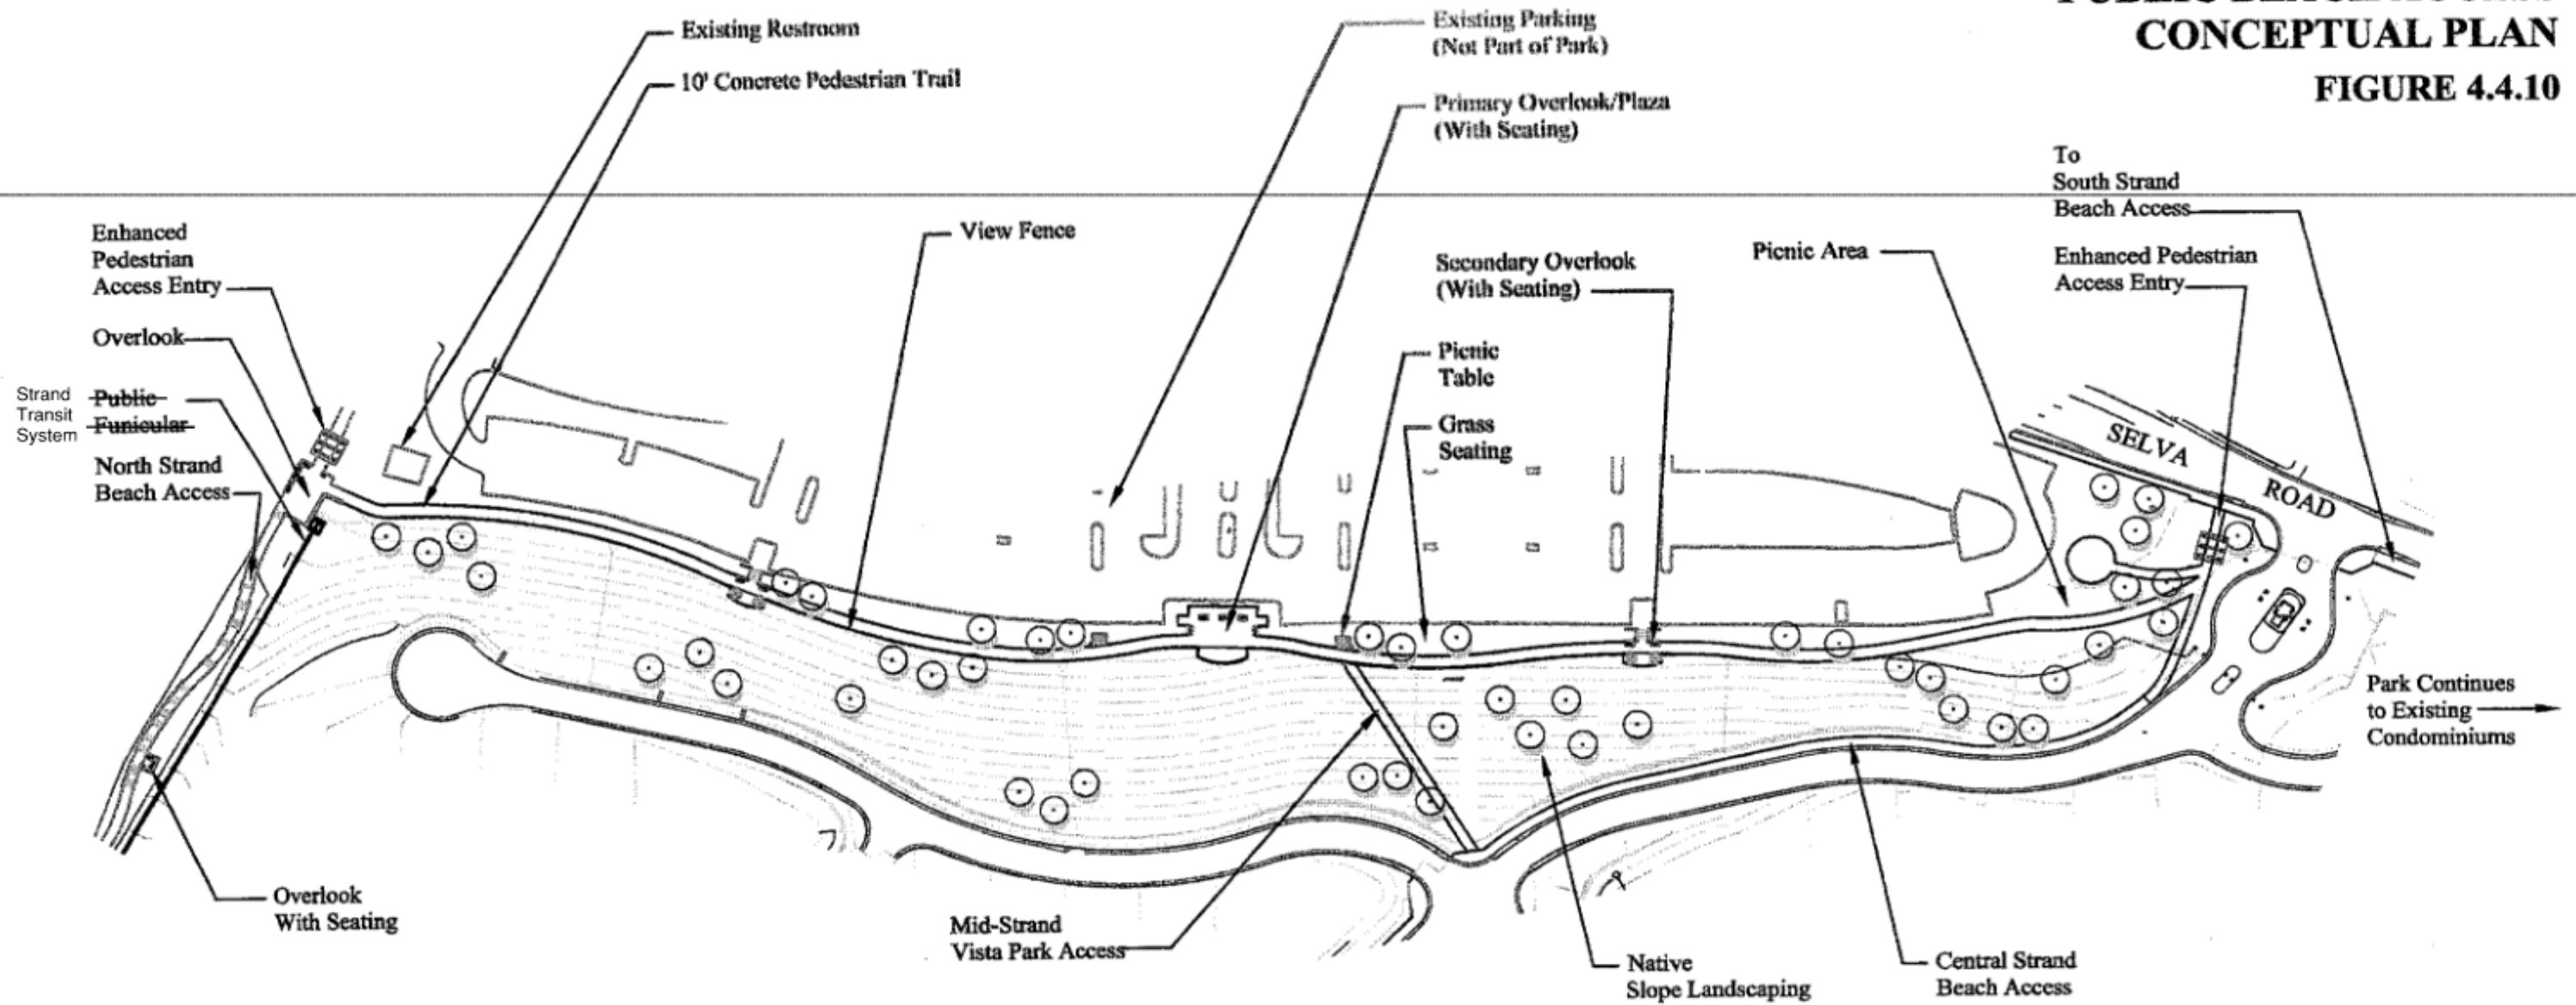 CONCEPTUAL PLAN
FIGURE 4.4.10
Existing Restroom
10' Concrete Pedestrian Trail
Existing Parking
(Not Part of Park)
Primary Overlook/Plaza
(With Seating)
To
South Strand
Beach Access
Enhanced
Pedestrian
Access Entry
View Fence
Secondary Overlook
(With Seating)
Picnic Area
Enhanced Pedestrian
Access Entry
Overlook
Picnic
Table
Strand
Transit
System
Public
Funicular
Grass
Seating
North Strand
Beach Access
SELVA
ROAD
Park Continues
to Existing
Condominiums
Overlook
With Seating
Mid-Strand
Vista Park Access
Native
Slope Landscaping
Central Strand
Beach Access